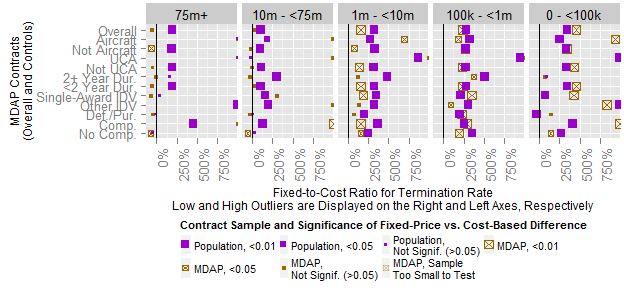 75m+
10m - <75m
1m - <10m
100k - <1m
0 - <100k
MDAP Contracts
(Overall and Controls)
Overall
Aircraft
Not Aircraft
UCA
Not UCA
2+ Year Dur.
<2 Year Dur.
Single-Award IDV
Other IDV
Def./Pur.
Comp.
No Comp.
0%
250%
500%
750%
0%
250%
500%
750%
0%
250%
500%
750%
0%
250%
500%
750%
0%
250%
500%
750%
Fixed-to-Cost Ratio for Termination Rate
Low and High Outliers are Displayed on the Right and Left Axes, Respectively
Contract Sample and Significance of Fixed-Price vs. Cost-Based Difference
Population, <0.01
Population, <0.05
Population,
Not Signif. (>0.05)
MDAP, <0.01
MDAP, <0.05
MDAP,
Not Signif. (>0.05)
MDAP, Sample
Too Small to Test